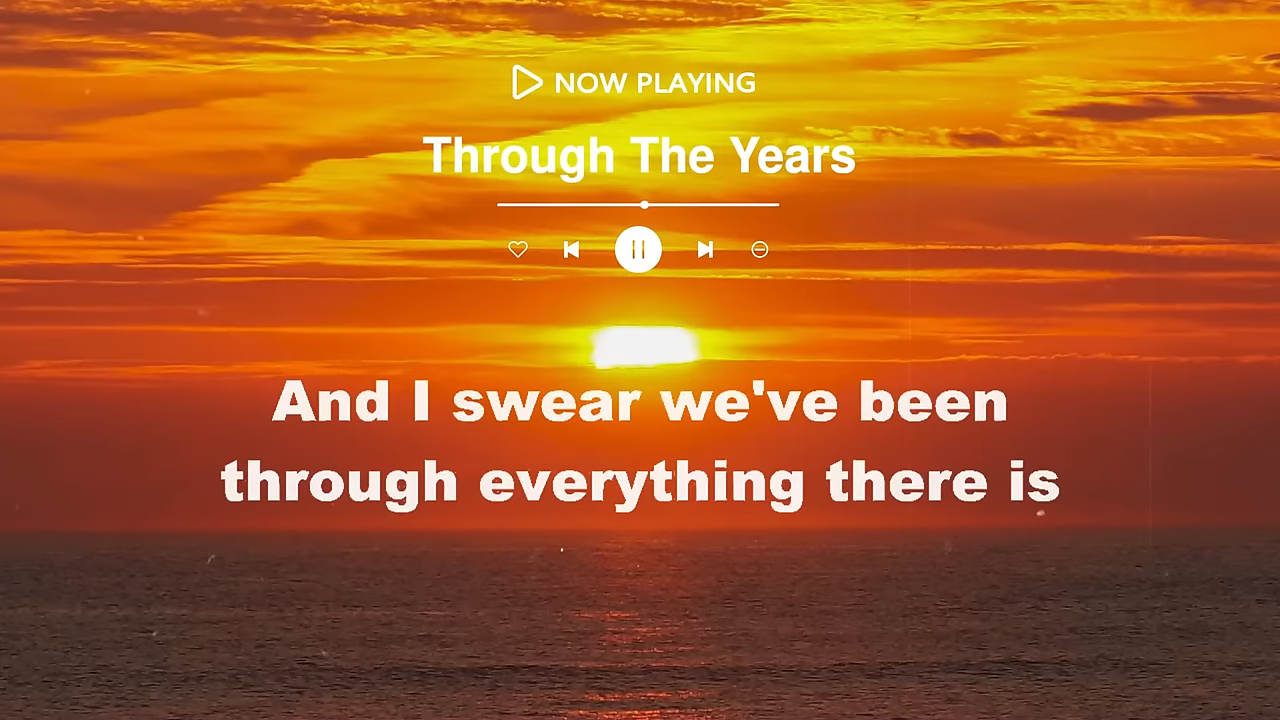 NOW PLAYING
Through The Years
And I swear we've been
through everything there is